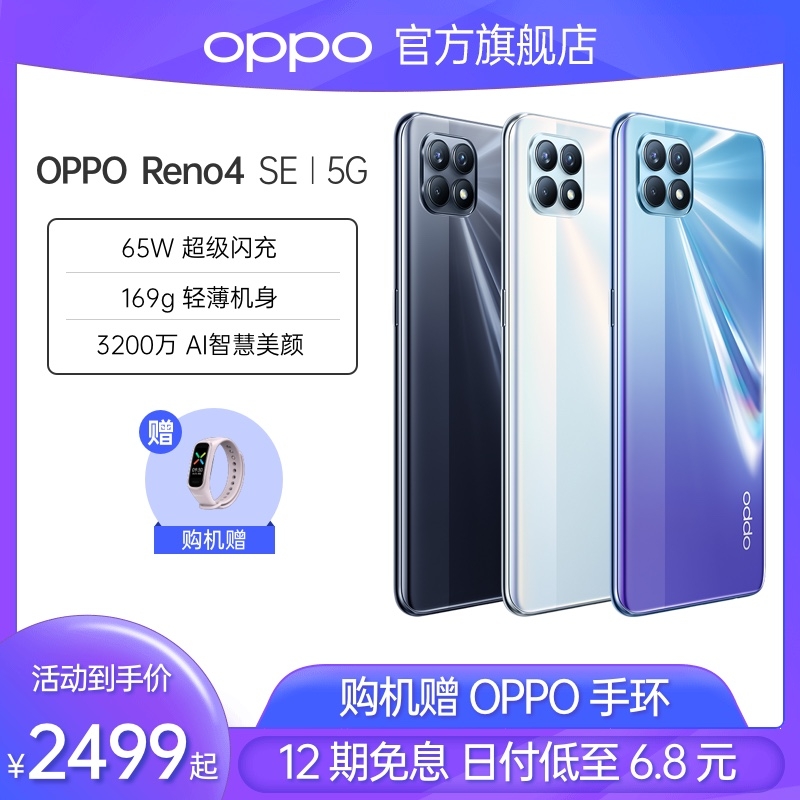 oppo 官方旗舰店
OPPO Reno4 SE | 5G
65W 超级闪充
169g 轻薄机身
3200万 AI智慧美颜
赠
购机赠
oppo
活动到手价
¥2499起
购机赠 OPPO 手环
12 期免息 日付低至 6.8 元